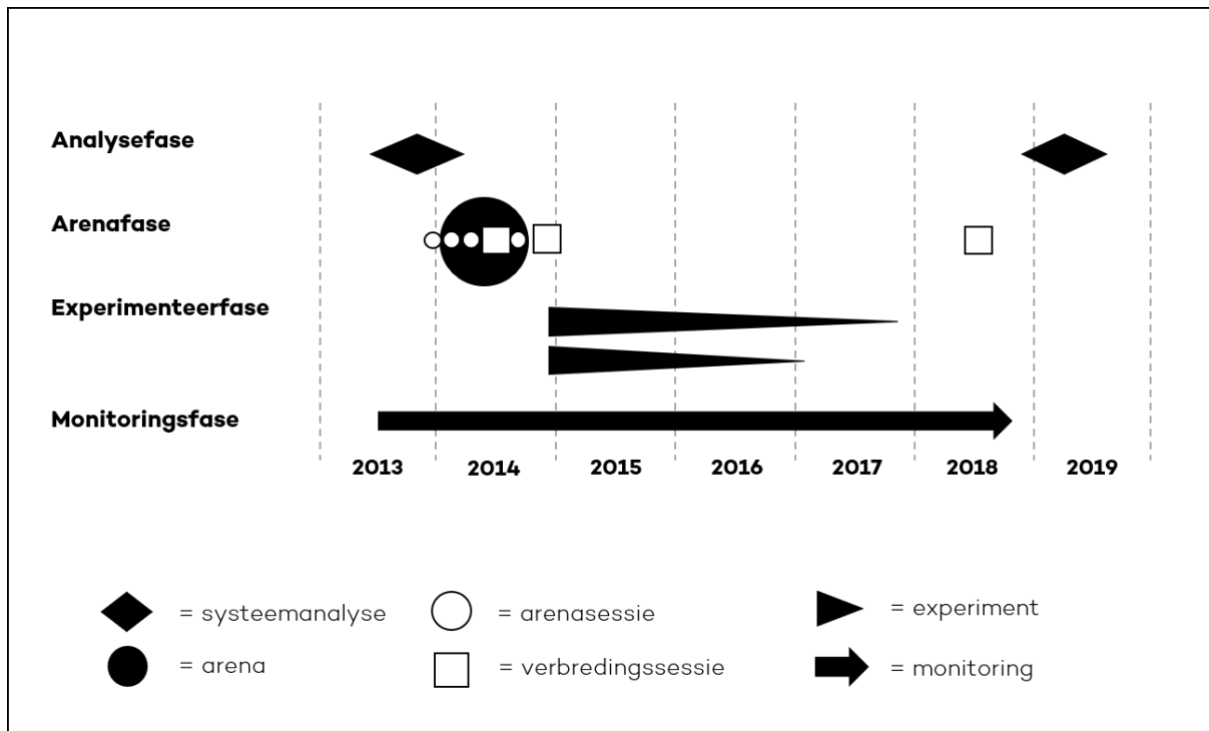 Analysefase
Arenafase
Experimenteerfase
Monitoringsfase
2013 2014 2015 2016 2017 2018 2019
= systeemanalyse = arenasessie = experiment
= arena = verbredingssessie = monitoring